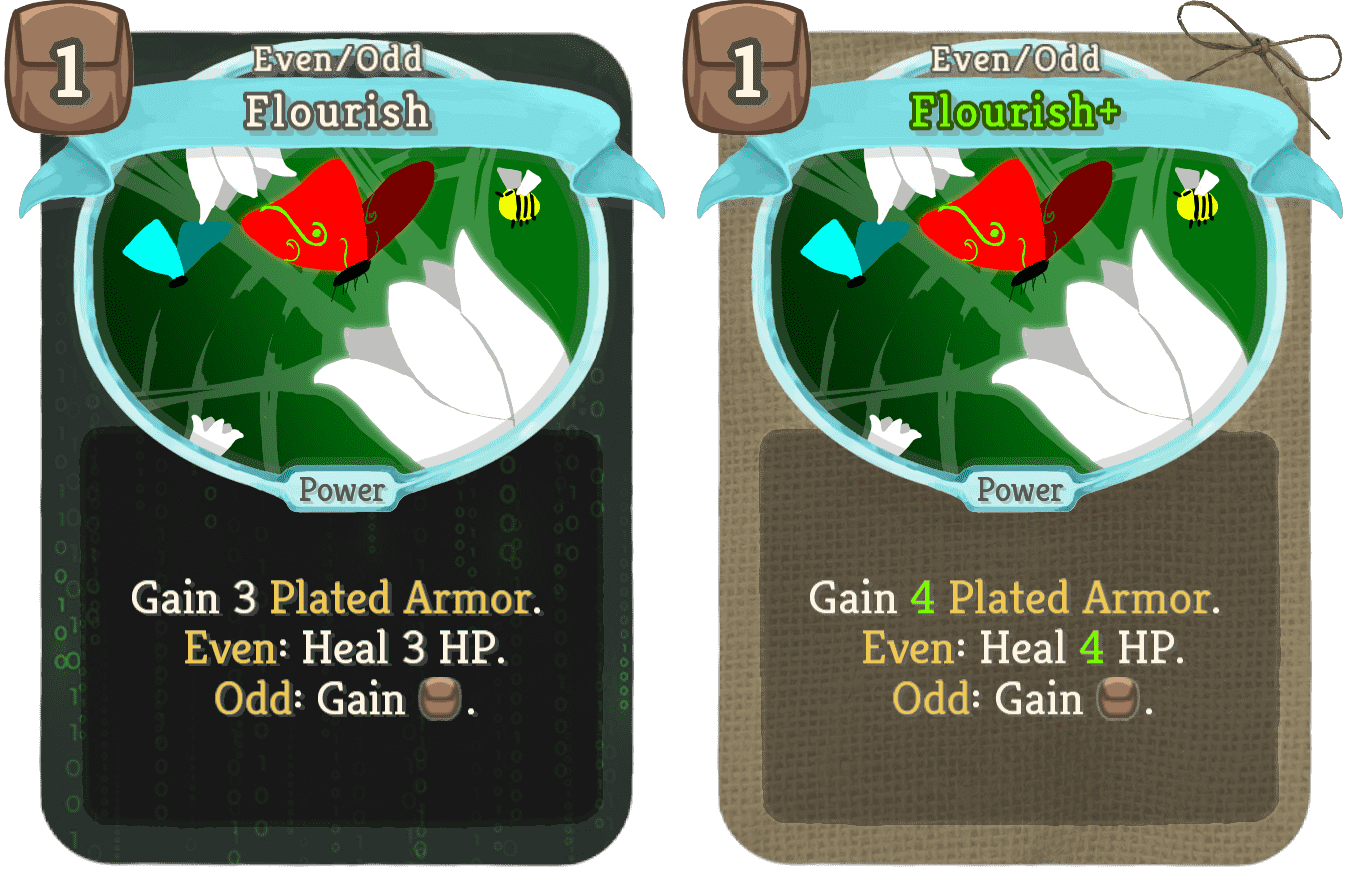 1
Even/Odd
Flourish
Power
Gain 3 Plated Armor.
Even: Heal 3 HP.
Odd: Gain .
1
Even/Odd
Flourish+
Power
Gain 4 Plated Armor.
Even: Heal 4 HP.
Odd: Gain .